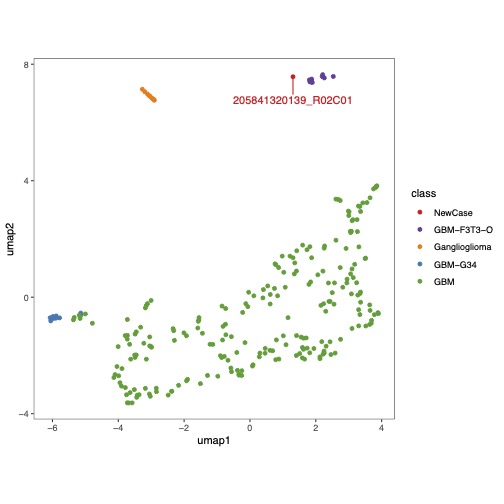 8
4
0
−4
−6
−4
−2
0
2
4
umap1
umap2
205841320139_R02C01
class
NewCase
GBM−F3T3−O
Ganglioglioma
GBM−G34
GBM